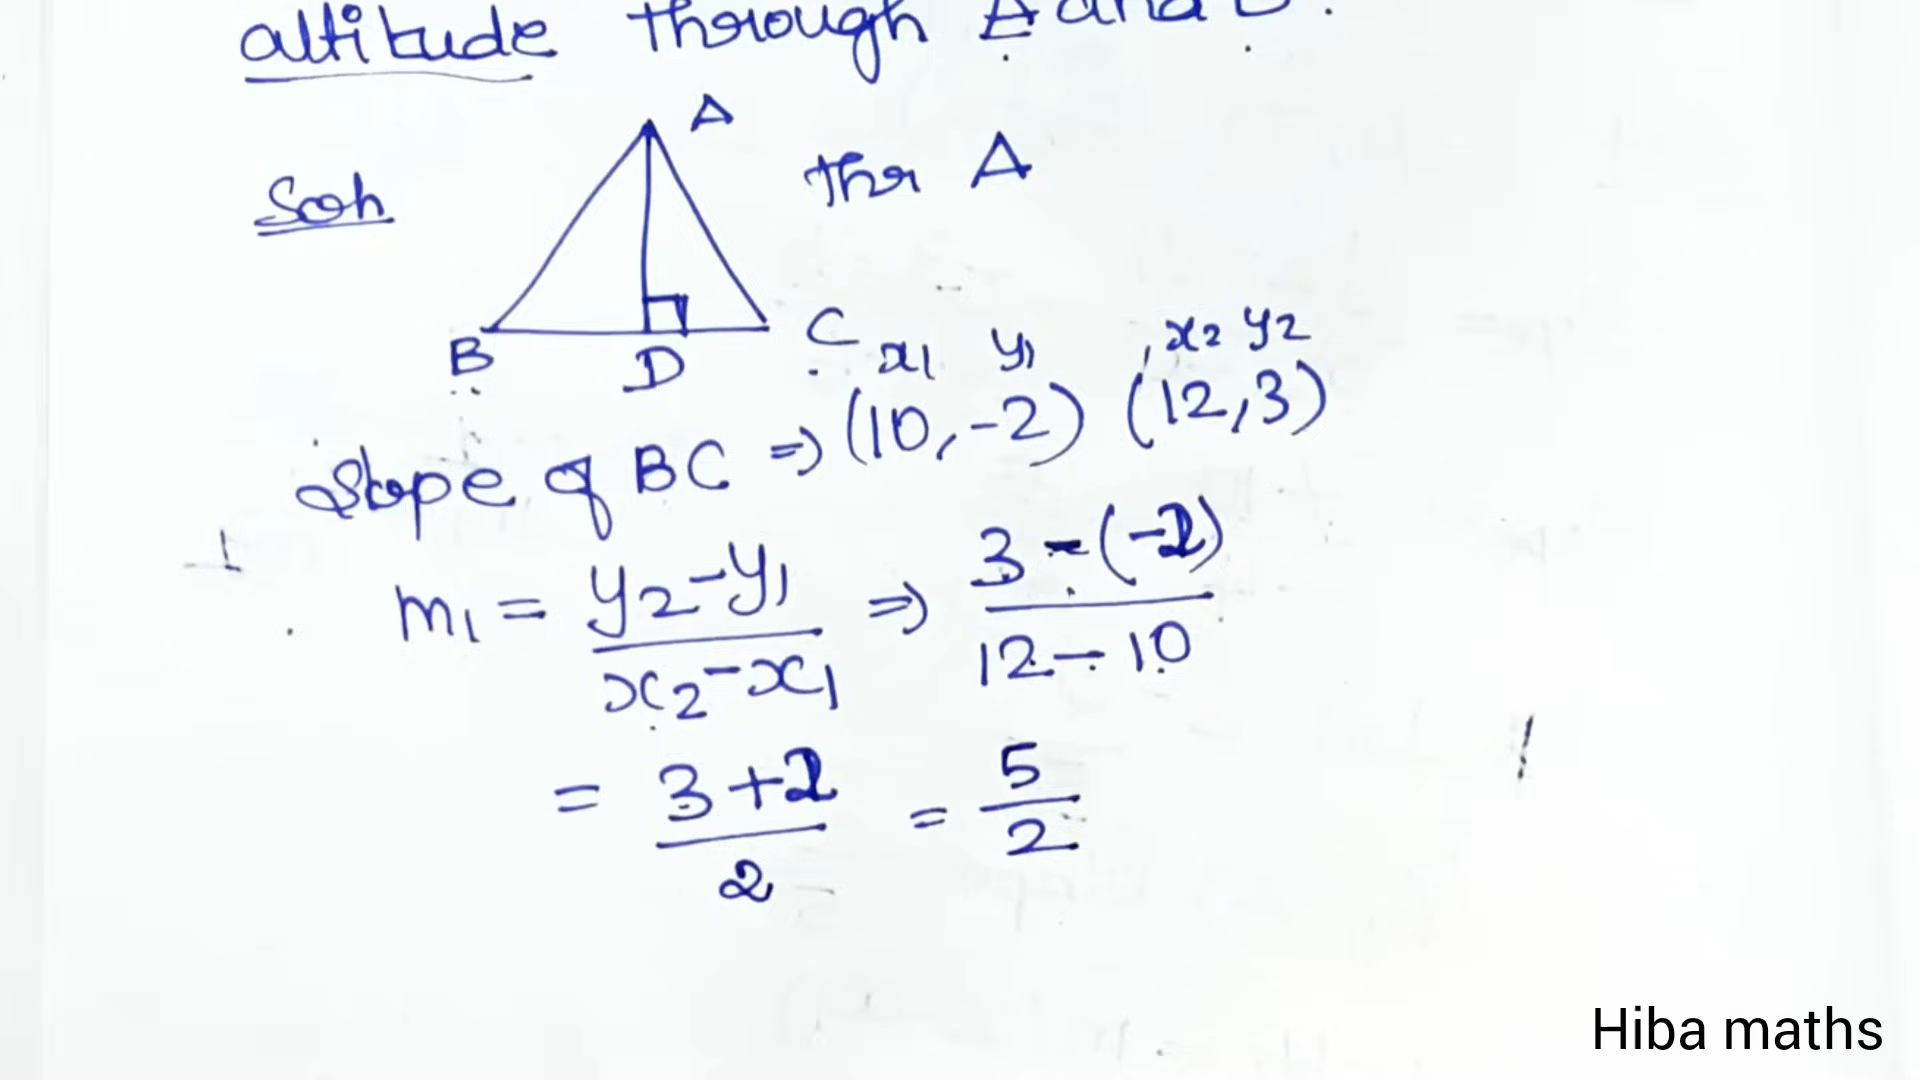 altitude through A and B.
A
Soln
thr A
B
D
C
x1 y1 x2 y2
Slope of BC ⇒ (10, -2) (12, 3)
m1 = y2 - y1 / x2 - x1 ⇒ 3 - (-2) / 12 - 10
= 3 + 2 / 2 = 5 / 2
Hiba maths